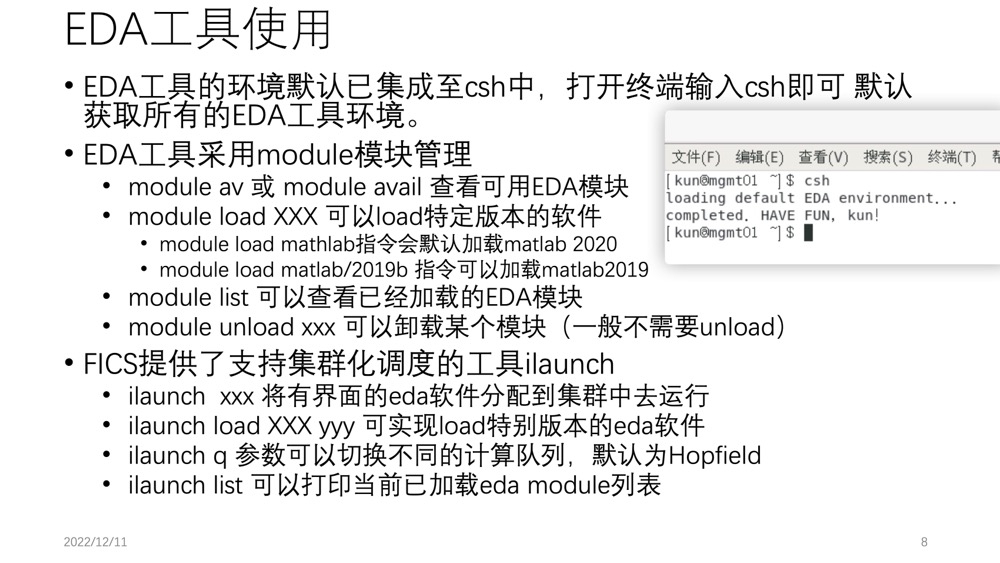 EDA工具使用
• EDA工具的环境默认已集成至csh中，打开终端输入csh即可 默认
获取所有的EDA工具环境。
• EDA工具采用module模块管理
• module av 或 module avail 查看可用EDA模块
• module load XXX 可以load特定版本的软件
• module load mathlab指令会默认加载matlab 2020
• module load matlab/2019b 指令可以加载matlab2019
• module list 可以查看已经加载的EDA模块
• module unload xxx 可以卸载某个模块（一般不需要unload）
• FICS提供了支持集群化调度的工具ilaunch
• ilaunch  xxx 将有界面的eda软件分配到集群中去运行
• ilaunch load XXX yyy 可实现load特别版本的eda软件
• ilaunch q 参数可以切换不同的计算队列，默认为Hopfield
• ilaunch list 可以打印当前已加载eda module列表
文件(F) 编辑(E) 查看(V) 搜索(S) 终端(T)
[kun@mgmt01 ~]$ csh
loading default EDA environment...
completed. HAVE FUN, kun!
[kun@mgmt01 ~]$
2022/12/11
8